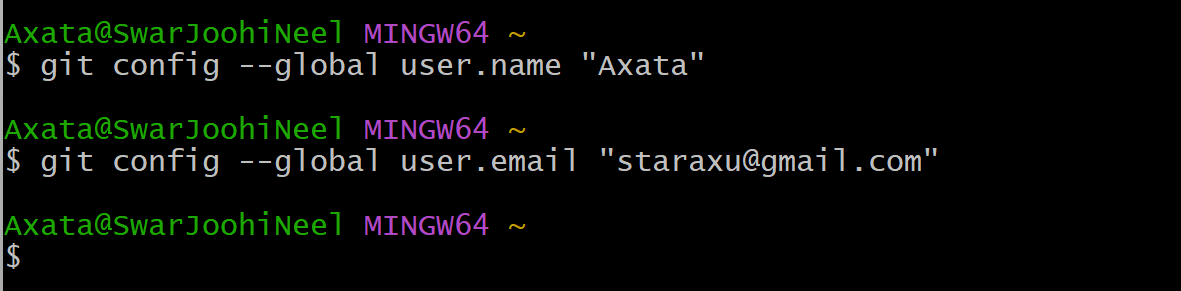 Axata@SwarJoohiNeel MINGW64 ~
$ git config --global user.name "Axata"
Axata@SwarJoohiNeel MINGW64 ~
$ git config --global user.email "staraxu@gmail.com"
Axata@SwarJoohiNeel MINGW64 ~
$